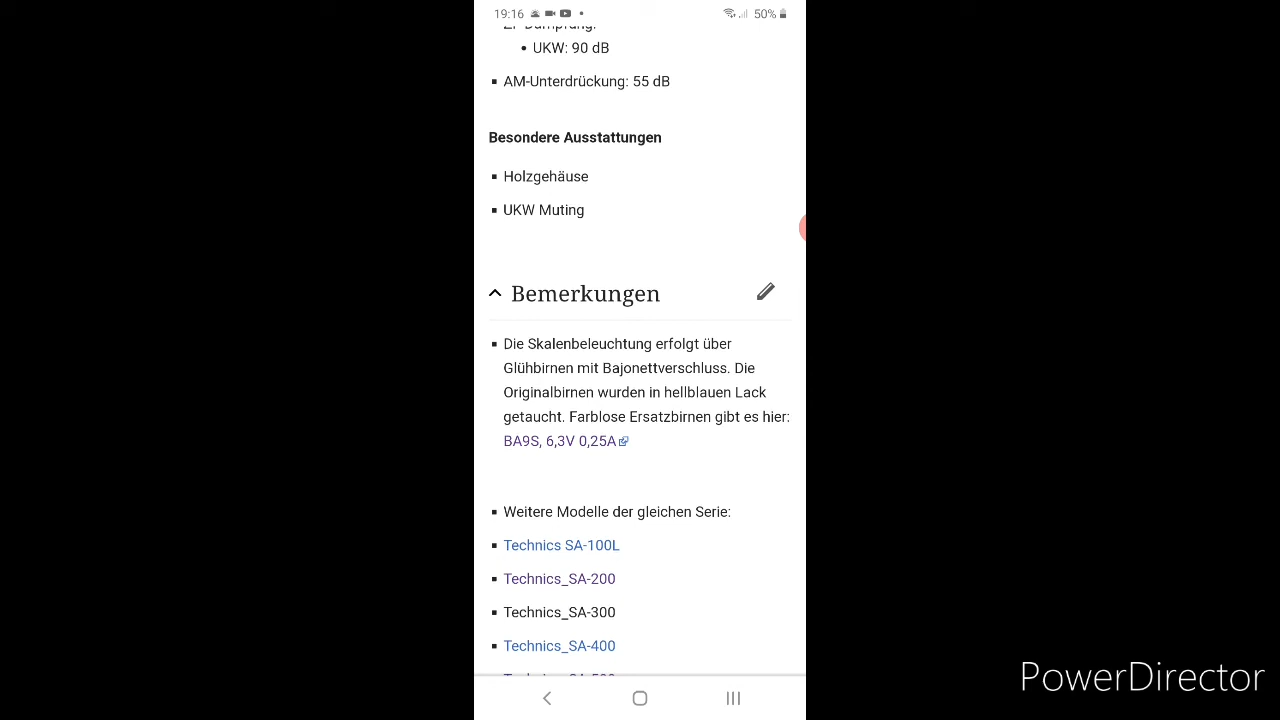 19:16
50%
ZF-Dämpfung:
UKW: 90 dB
AM-Unterdrückung: 55 dB
Besondere Ausstattungen
Holzgehäuse
UKW Muting
Bemerkungen
Die Skalenbeleuchtung erfolgt über
Glühbirnen mit Bajonettverschluss. Die
Originalbirnen wurden in hellblauen Lack
getaucht. Farblose Ersatzbirnen gibt es hier:
BA9S, 6,3V 0,25A
Weitere Modelle der gleichen Serie:
Technics SA-100L
Technics_SA-200
Technics_SA-300
Technics_SA-400
PowerDirector